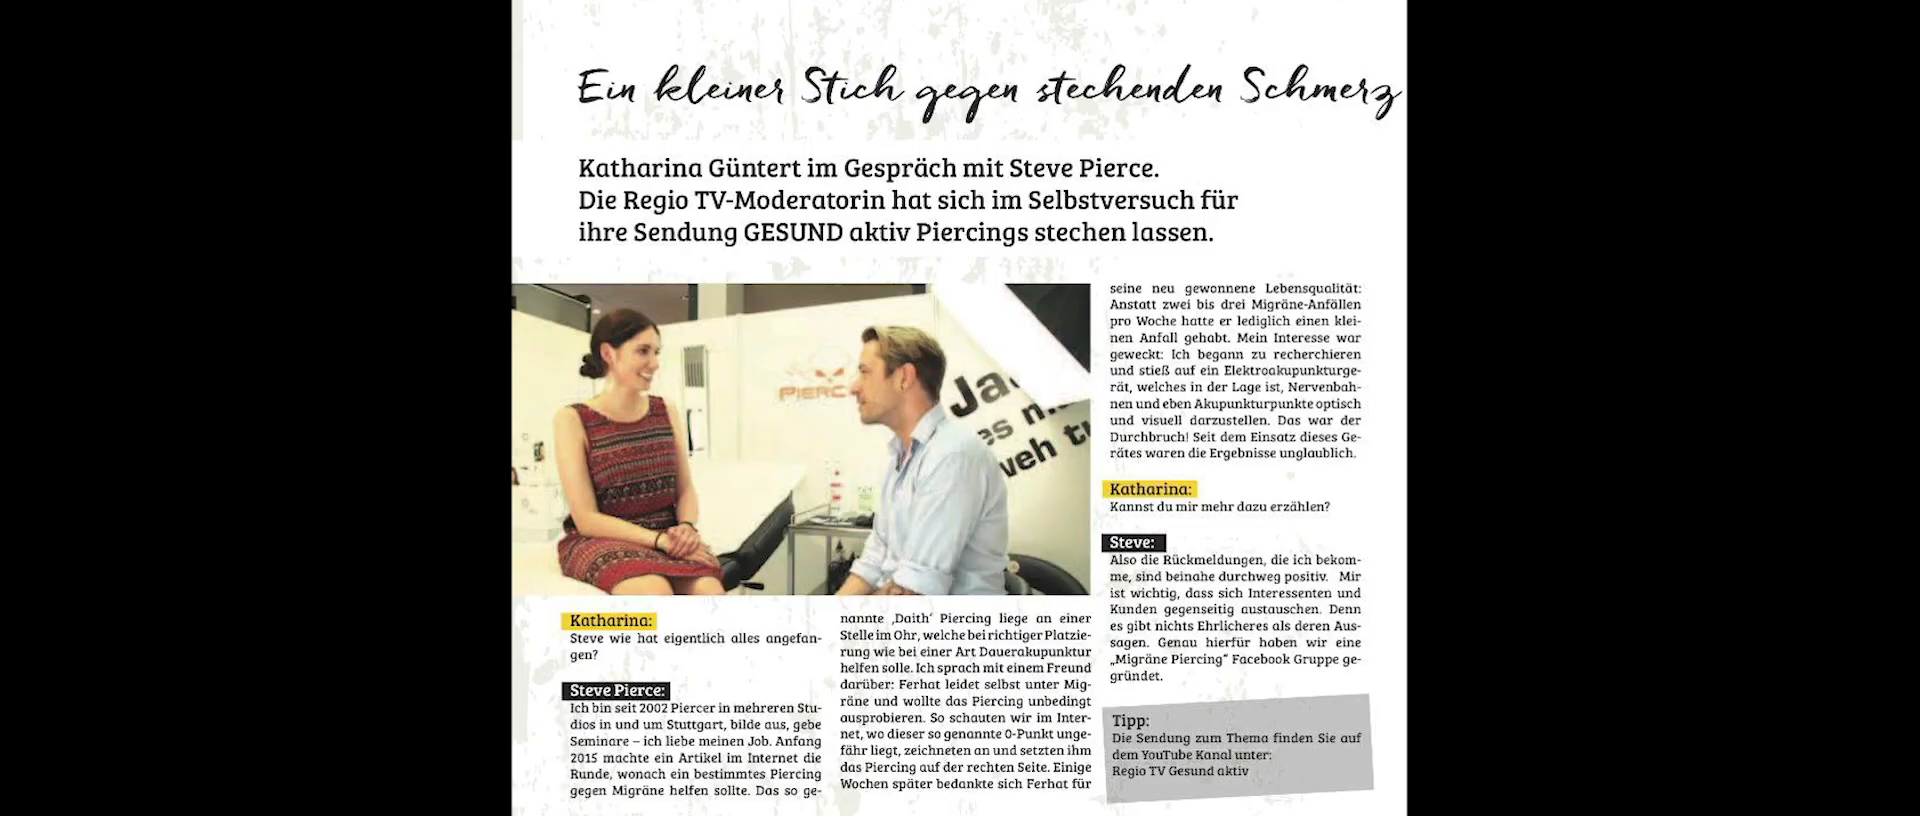 Ein kleiner Stich gegen stechenden Schmerz
Katharina Güntert im Gespräch mit Steve Pierce.
Die Regio TV-Moderatorin hat sich im Selbstversuch für
ihre Sendung GESUND aktiv Piercings stechen lassen.
PIERC
Ja
es n
weh tu
Katharina:
Steve wie hat eigentlich alles angefan-
gen?
Steve Pierce:
Ich bin seit 2002 Piercer in mehreren Stu-
dios in und um Stuttgart, bilde aus, gebe
Seminare – ich liebe meinen Job. Anfang
2015 machte ein Artikel im Internet die
Runde, wonach ein bestimmtes Piercing
gegen Migräne helfen sollte. Das so ge-
nannte ‚Daith‘ Piercing liege an einer
Stelle im Ohr, welche bei richtiger Platzie-
rung wie bei einer Art Dauerakupunktur
helfen solle. Ich sprach mit einem Freund
darüber: Ferhat leidet selbst unter Mig-
räne und wollte das Piercing unbedingt
ausprobieren. So schauten wir im Inter-
net, wo dieser so genannte 0-Punkt unge-
fähr liegt, zeichneten an und setzten ihm
das Piercing auf der rechten Seite. Einige
Wochen später bedankte sich Ferhat für
seine neu gewonnene Lebensqualität:
Anstatt zwei bis drei Migräne-Anfällen
pro Woche hatte er lediglich einen klei-
nen Anfall gehabt. Mein Interesse war
geweckt: Ich begann zu recherchieren
und stieß auf ein Elektroakupunkturge-
rät, welches in der Lage ist, Nervenbah-
nen und eben Akupunkturpunkte optisch
und visuell darzustellen. Das war der
Durchbruch! Seit dem Einsatz dieses Ge-
rätes waren die Ergebnisse unglaublich.
Katharina:
Kannst du mir mehr dazu erzählen?
Steve:
Also die Rückmeldungen, die ich bekom-
me, sind beinahe durchweg positiv. Mir
ist wichtig, dass sich Interessenten und
Kunden gegenseitig austauschen. Denn
es gibt nichts Ehrlicheres als deren Aus-
sagen. Genau hierfür haben wir eine
„Migräne Piercing“ Facebook Gruppe ge-
gründet.
Tipp:
Die Sendung zum Thema finden Sie auf
dem YouTube Kanal unter:
Regio TV Gesund aktiv